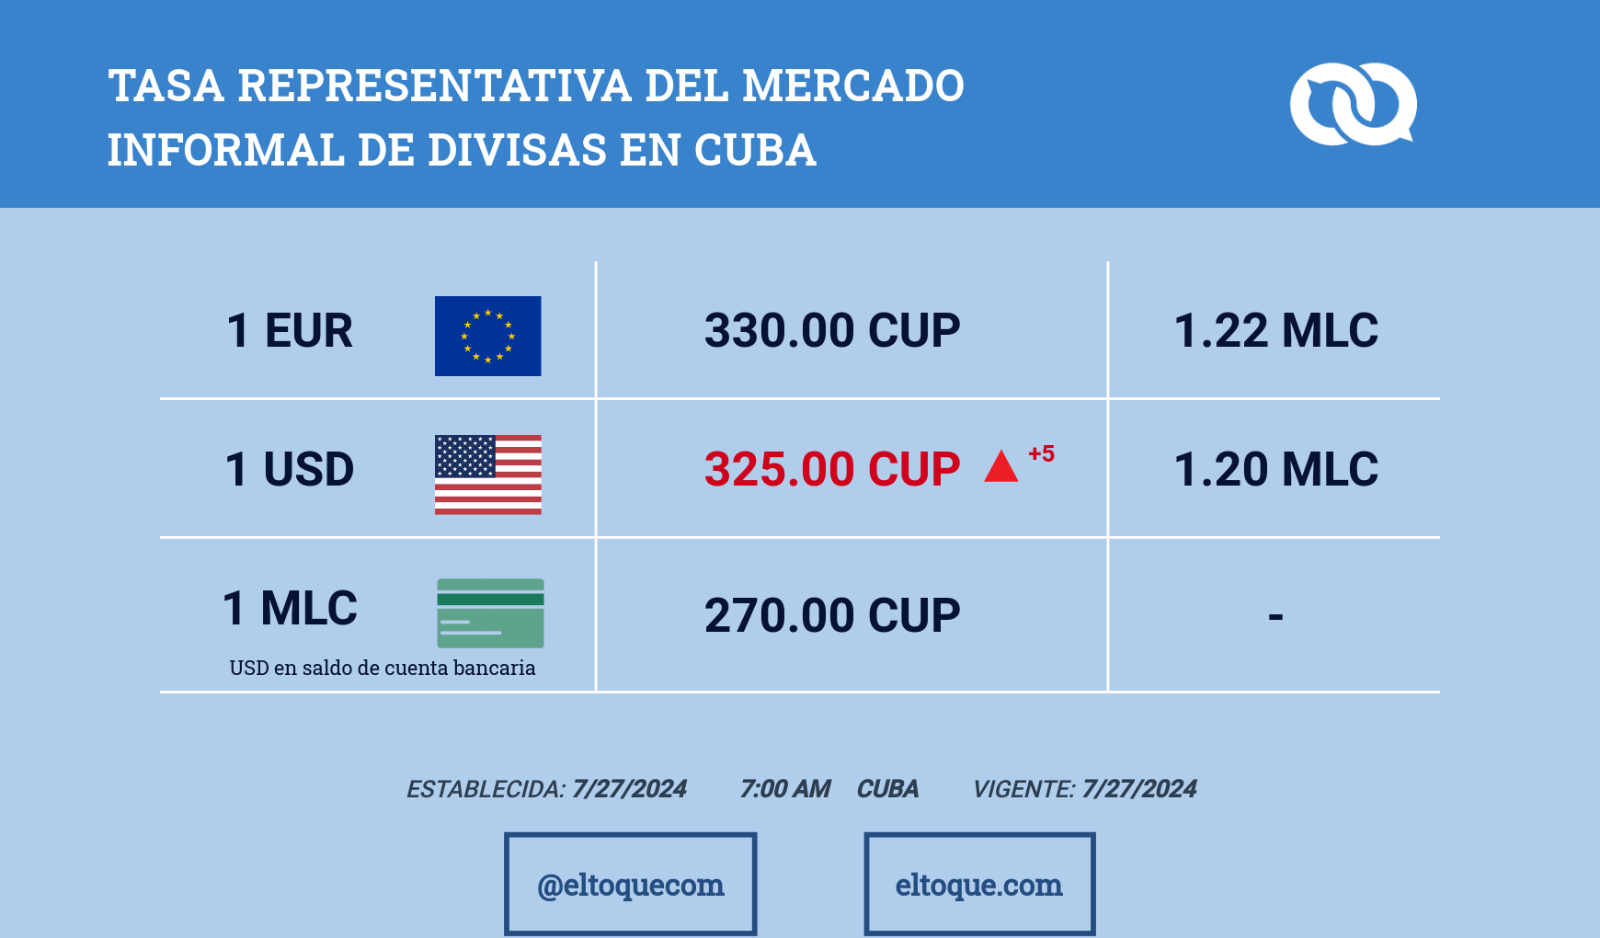 TASA REPRESENTATIVA DEL MERCADO
INFORMAL DE DIVISAS EN CUBA
1 EUR 330.00 CUP 1.22 MLC
1 USD 325.00 CUP +5 1.20 MLC
1 MLC 270.00 CUP -
USD en saldo de cuenta bancaria
ESTABLECIDA: 7/27/2024 7:00 AM CUBA VIGENTE: 7/27/2024
@eltoquecom eltoque.com